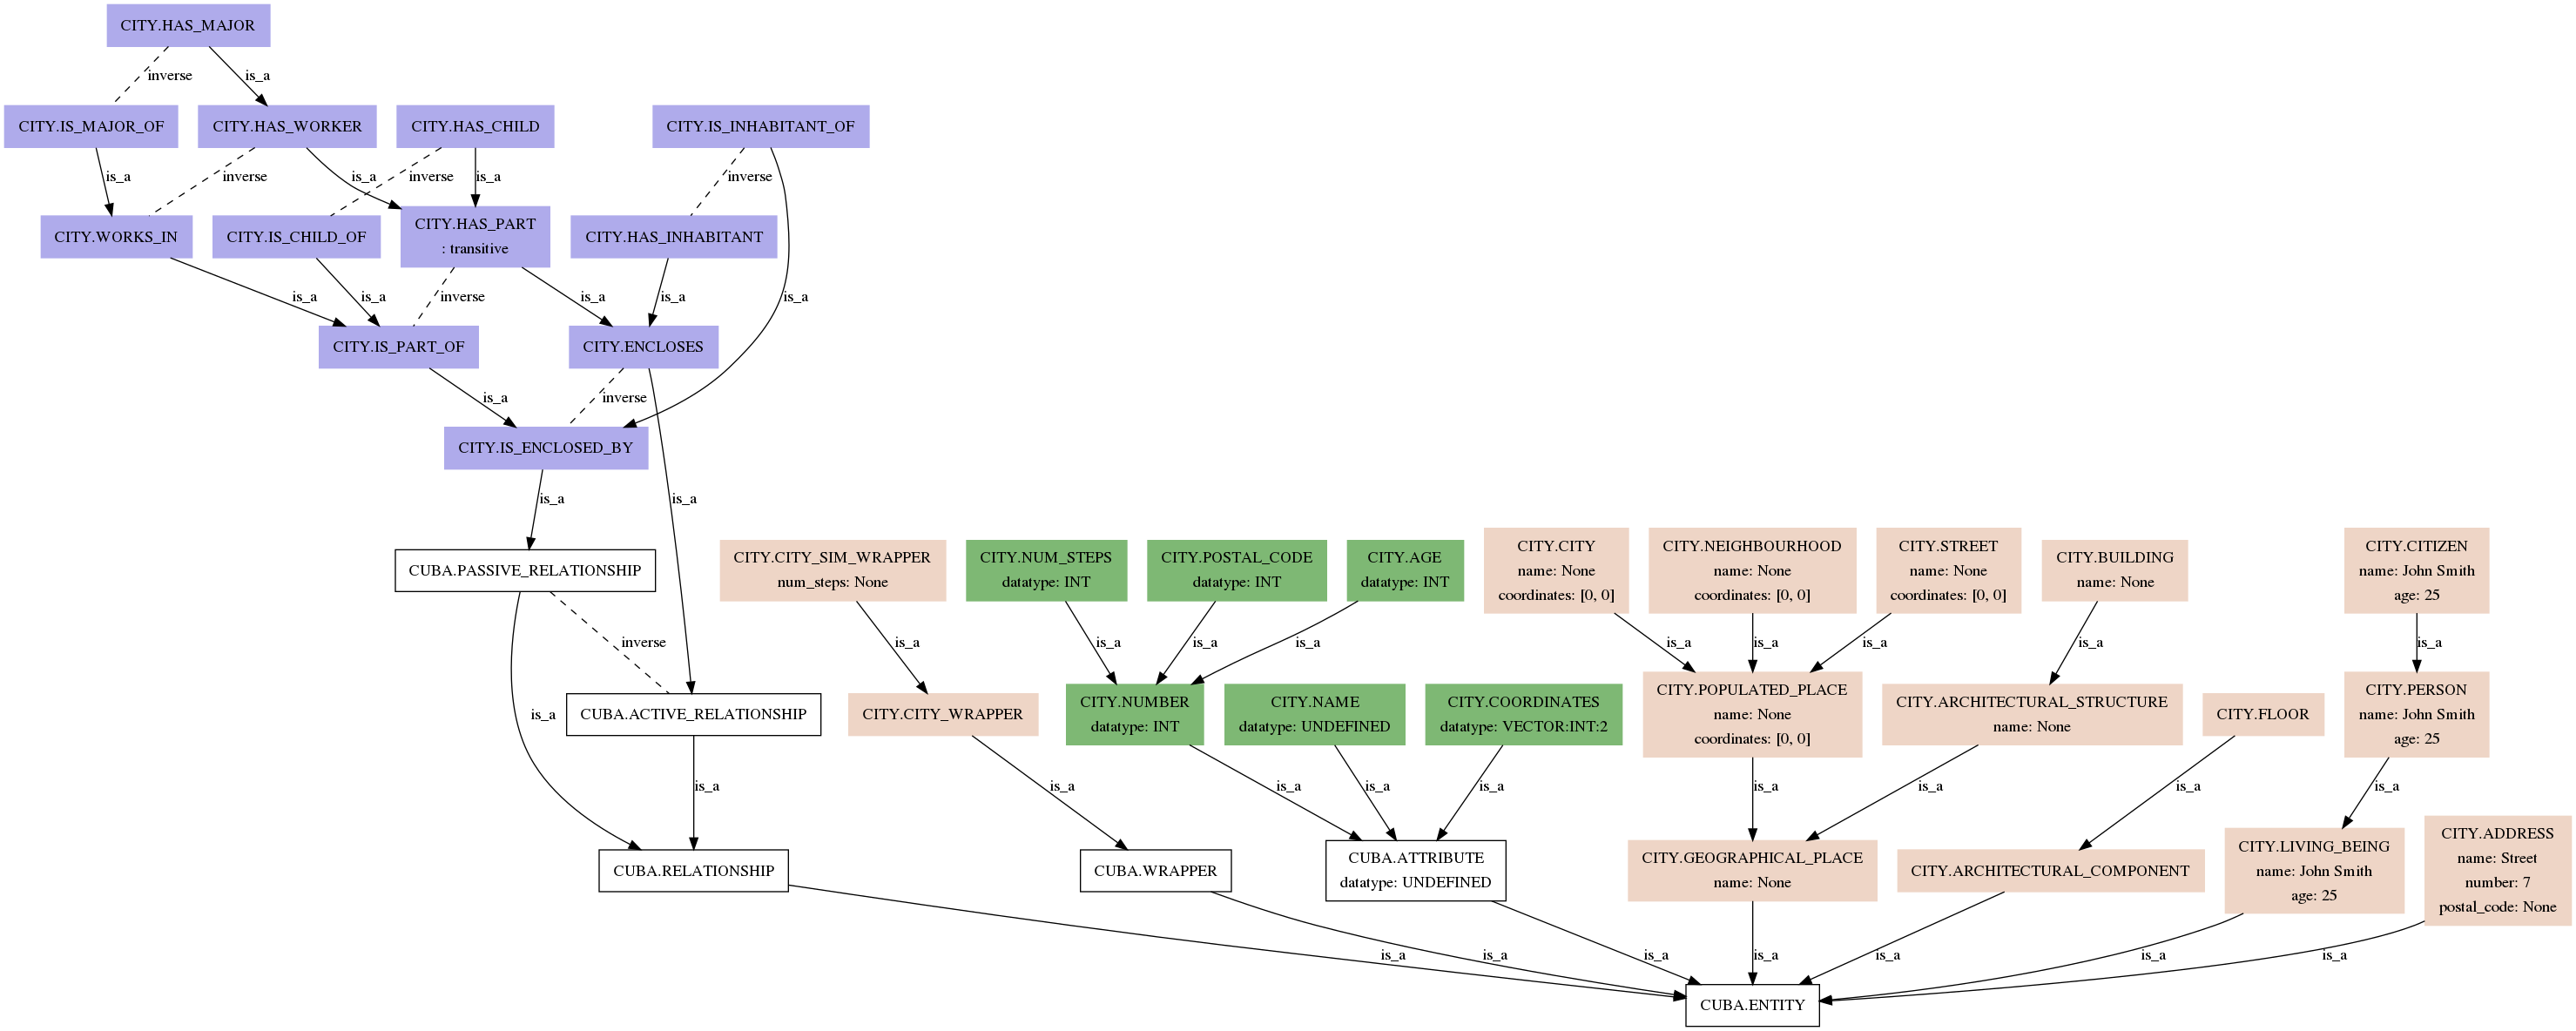 CITY.HAS_MAJOR
inverse
is_a
CITY.IS_MAJOR_OF
CITY.HAS_WORKER
CITY.HAS_CHILD
CITY.IS_INHABITANT_OF
is_a
inverse
is_a
inverse
is_a
inverse
CITY.WORKS_IN
CITY.IS_CHILD_OF
CITY.HAS_PART
: transitive
CITY.HAS_INHABITANT
is_a
is_a
inverse
is_a
is_a
is_a
CITY.IS_PART_OF
CITY.ENCLOSES
is_a
inverse
CITY.IS_ENCLOSED_BY
is_a
is_a
CUBA.PASSIVE_RELATIONSHIP
CITY.CITY_SIM_WRAPPER
num_steps: None
CITY.NUM_STEPS
datatype: INT
CITY.POSTAL_CODE
datatype: INT
CITY.AGE
datatype: INT
CITY.CITY
name: None
coordinates: [0, 0]
CITY.NEIGHBOURHOOD
name: None
coordinates: [0, 0]
CITY.STREET
name: None
coordinates: [0, 0]
CITY.BUILDING
name: None
CITY.CITIZEN
name: John Smith
age: 25
inverse
is_a
is_a
is_a
is_a
is_a
is_a
is_a
is_a
is_a
is_a
CUBA.ACTIVE_RELATIONSHIP
CITY.CITY_WRAPPER
CITY.NUMBER
datatype: INT
CITY.NAME
datatype: UNDEFINED
CITY.COORDINATES
datatype: VECTOR:INT:2
CITY.POPULATED_PLACE
name: None
coordinates: [0, 0]
CITY.ARCHITECTURAL_STRUCTURE
name: None
CITY.FLOOR
CITY.PERSON
name: John Smith
age: 25
is_a
is_a
is_a
is_a
is_a
is_a
is_a
is_a
is_a
CUBA.RELATIONSHIP
CUBA.WRAPPER
CUBA.ATTRIBUTE
datatype: UNDEFINED
CITY.GEOGRAPHICAL_PLACE
name: None
CITY.ARCHITECTURAL_COMPONENT
CITY.LIVING_BEING
name: John Smith
age: 25
CITY.ADDRESS
name: Street
number: 7
postal_code: None
is_a
is_a
is_a
is_a
is_a
is_a
is_a
CUBA.ENTITY